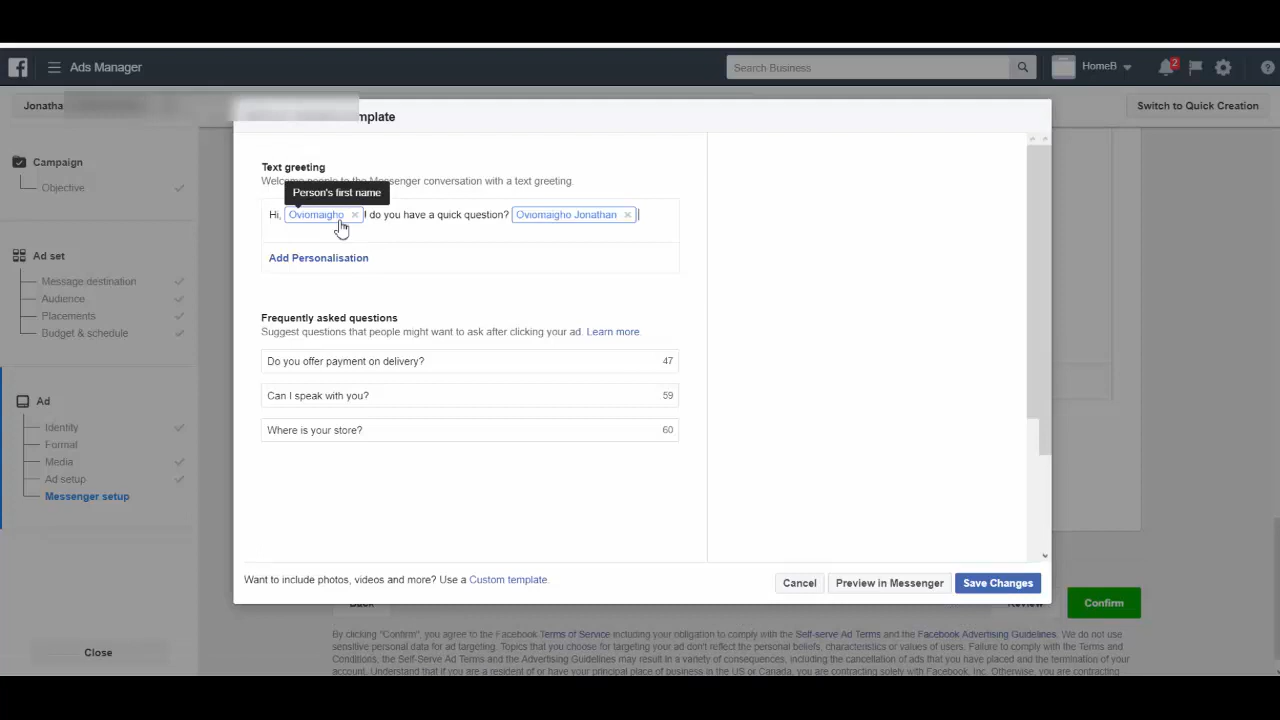 Ads Manager
Search Business
HomeB
2
Jonatha
Switch to Quick Creation
mplate
Campaign
Objective
Ad set
Message destination
Audience
Placements
Budget & schedule
Ad
Identity
Format
Media
Ad setup
Messenger setup
Close
Text greeting
Welcome people to the Messenger conversation with a text greeting.
Person's first name
Hi, Oviomaigho × ! do you have a quick question? Oviomaigho Jonathan ×
Add Personalisation
Frequently asked questions
Suggest questions that people might want to ask after clicking your ad. Learn more.
Do you offer payment on delivery? 47
Can I speak with you? 59
Where is your store? 60
Want to include photos, videos and more? Use a Custom template.
Cancel
Preview in Messenger
Save Changes
Back
Review
Confirm
By clicking "Confirm", you agree to the Facebook Terms of Service including your obligation to comply with the Self-serve Ad Terms and the Facebook Advertising Guidelines. We do not
use sensitive personal data for ad targeting. Topics that you choose for targeting your ad don't reflect the personal beliefs, characteristics or values of users. Failure to comply with the Terms and
Conditions, the Self-Serve Ad Terms and the Advertising Guidelines may result in a variety of consequences, including the cancellation of ads that you have placed and the termination of your
account. Understand that if you are a resident of or have your principal place of business in the US or Canada, you are contracting solely with Facebook, Inc. Otherwise, you are contracting